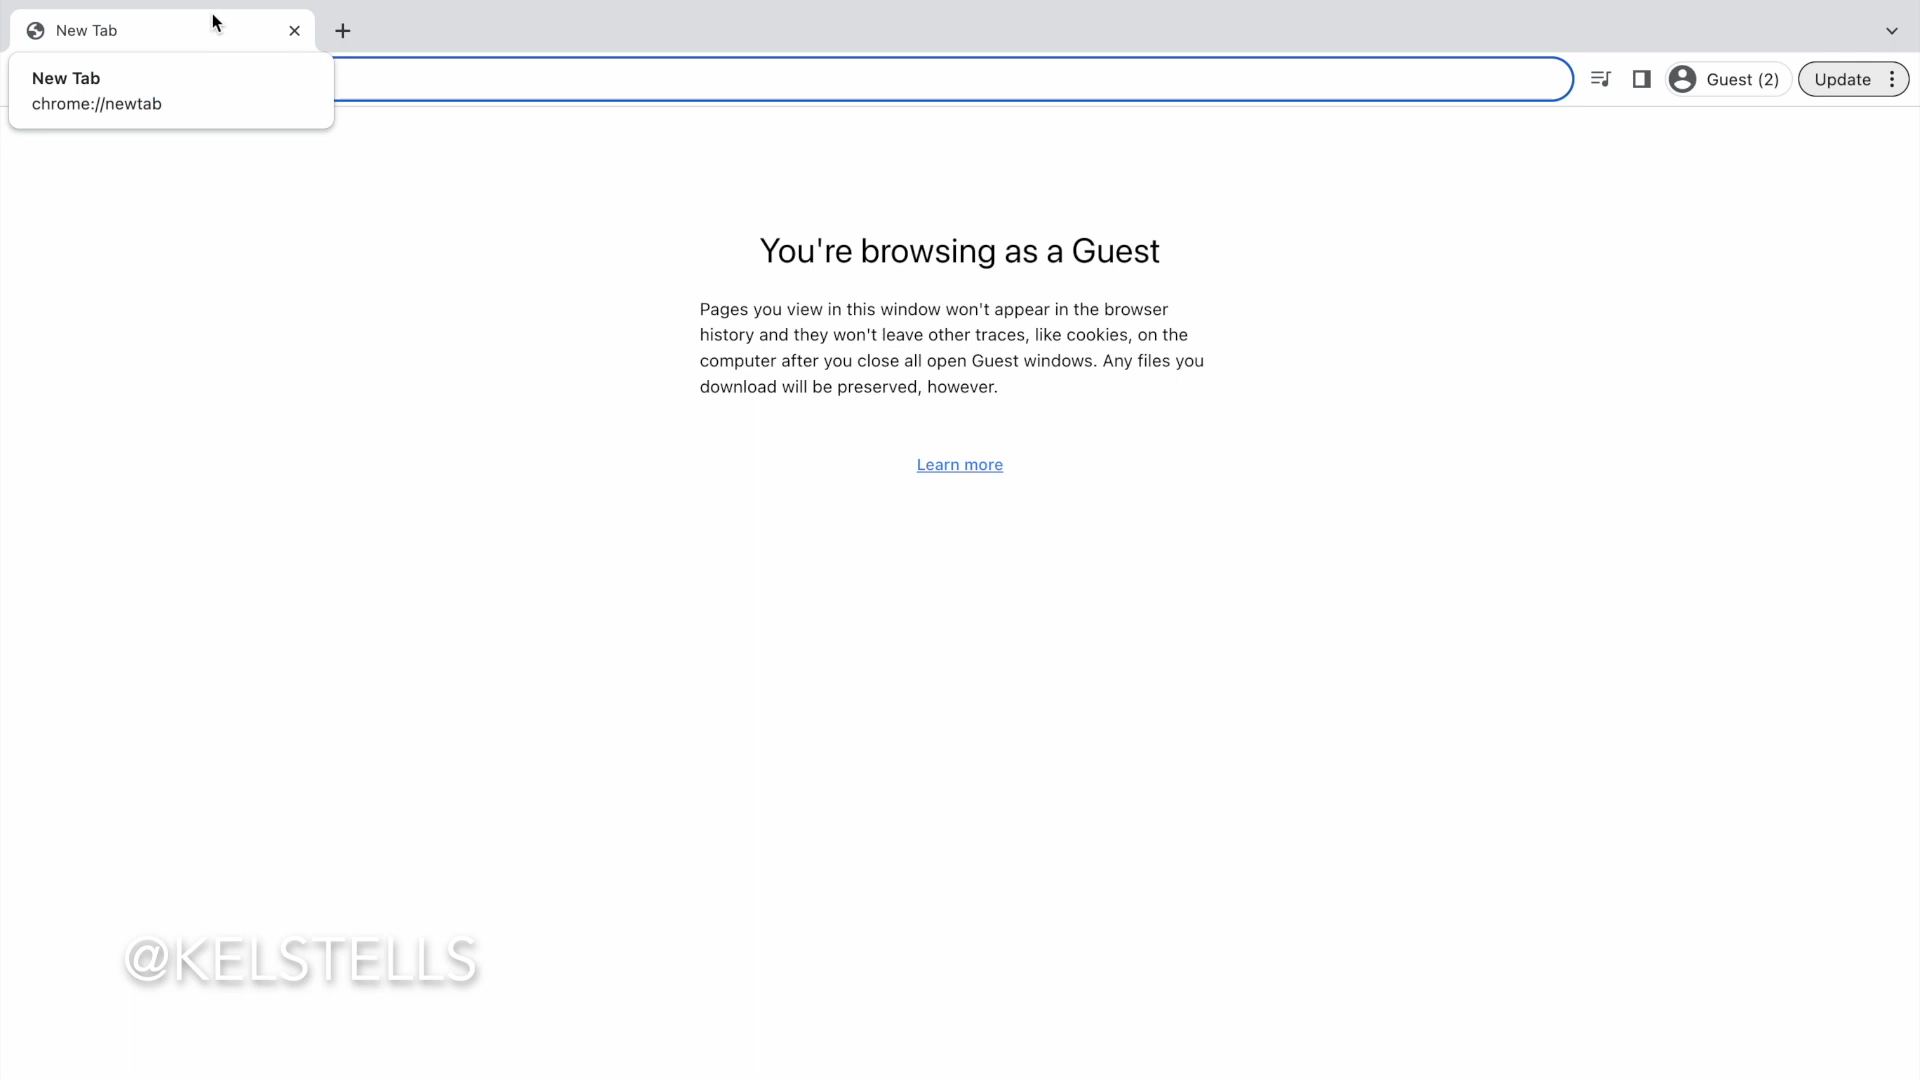 New Tab
New Tab
chrome://newtab
Guest (2)
Update
You're browsing as a Guest
Pages you view in this window won't appear in the browser
history and they won't leave other traces, like cookies, on the
computer after you close all open Guest windows. Any files you
download will be preserved, however.
Learn more
@KELSTELLS